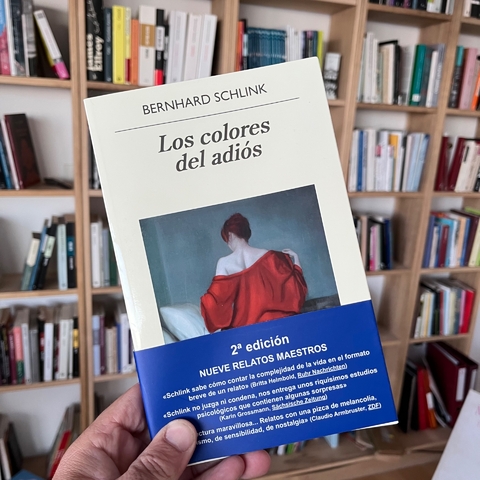 BERNHARD SCHLINK
Los colores
del adiós
2ª edición
NUEVE RELATOS MAESTROS
«Schlink sabe cómo contar la complejidad de la vida en el formato
breve de un relato» (Britta Helmbold, Ruhr Nachrichten)
«Schlink no juzga ni condena, nos entrega unos riquísimos estudios
psicológicos que contienen algunas sorpresas»
(Karin Grossmann, Sächsische Zeitung)
ctura maravillosa... Relatos con una pizca de melancolía,
smo, de sensibilidad, de nostalgia» (Claudio Armbruster, ZDF)